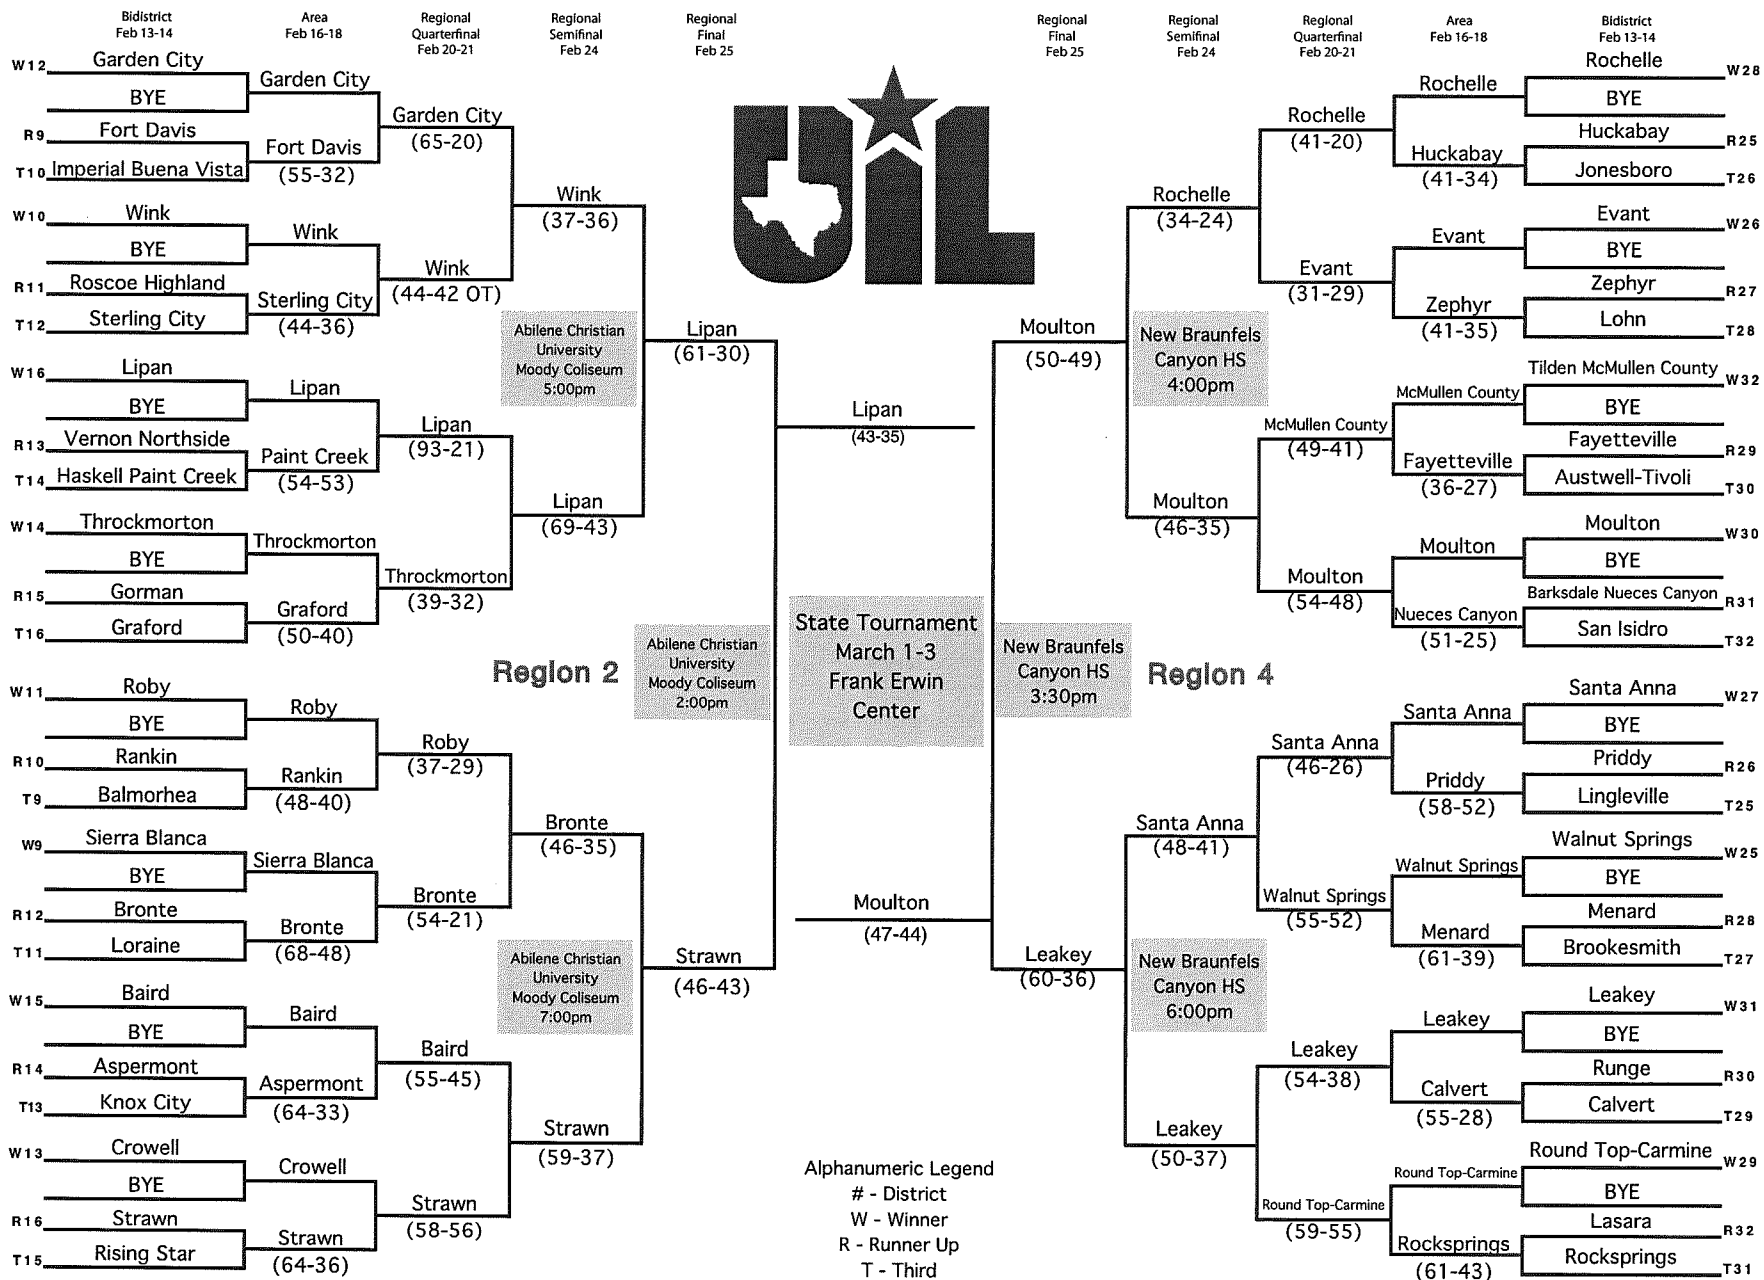 Bidistrict
Feb 13-14
Area
Feb 16-18
Regional
Quarterfinal
Feb 20-21
Regional
Semifinal
Feb 24
Regional
Final
Feb 25
Regional
Final
Feb 25
Regional
Semifinal
Feb 24
Regional
Quarterfinal
Feb 20-21
Area
Feb 16-18
Bidistrict
Feb 13-14
W12
Garden City
BYE
R9
Fort Davis
T10
Imperial Buena Vista
W10
Wink
BYE
R11
Roscoe Highland
T12
Sterling City
W16
Lipan
BYE
R13
Vernon Northside
T14
Haskell Paint Creek
W14
Throckmorton
BYE
R15
Gorman
T16
Graford
W11
Roby
BYE
R10
Rankin
T9
Balmorhea
W9
Sierra Blanca
BYE
R12
Bronte
T11
Loraine
W15
Baird
BYE
R14
Aspermont
T13
Knox City
W13
Crowell
BYE
R16
Strawn
T15
Rising Star
Garden City
Fort Davis
(55-32)
Wink
Sterling City
(44-36)
Lipan
Paint Creek
(54-53)
Throckmorton
Graford
(50-40)
Roby
Rankin
(48-40)
Sierra Blanca
Bronte
(68-48)
Baird
Aspermont
(64-33)
Crowell
Strawn
(64-36)
Garden City
(65-20)
Wink
(44-42 OT)
Lipan
(93-21)
Throckmorton
(39-32)
Roby
(37-29)
Bronte
(54-21)
Baird
(55-45)
Strawn
(58-56)
Wink
(37-36)
Abilene Christian
University
Moody Coliseum
5:00pm
Lipan
(69-43)
Region 2
Bronte
(46-35)
Abilene Christian
University
Moody Coliseum
7:00pm
Strawn
(59-37)
Lipan
(61-30)
Abilene Christian
University
Moody Coliseum
2:00pm
Strawn
(46-43)
UIL
Lipan
(43-35)
State Tournament
March 1-3
Frank Erwin
Center
Moulton
(47-44)
Alphanumeric Legend
# - District
W - Winner
R - Runner Up
T - Third
Moulton
(50-49)
New Braunfels
Canyon HS
3:30pm
Leakey
(60-36)
Rochelle
(34-24)
New Braunfels
Canyon HS
4:00pm
Moulton
(46-35)
Region 4
Santa Anna
(48-41)
New Braunfels
Canyon HS
6:00pm
Leakey
(50-37)
Rochelle
(41-20)
Evant
(31-29)
McMullen County
(49-41)
Moulton
(54-48)
Santa Anna
(46-26)
Walnut Springs
(55-52)
Leakey
(54-38)
Round Top-Carmine
(59-55)
Rochelle
Huckabay
(41-34)
Evant
Zephyr
(41-35)
McMullen County
Fayetteville
(36-27)
Moulton
Nueces Canyon
(51-25)
Santa Anna
Priddy
(58-52)
Walnut Springs
Menard
(61-39)
Leakey
Calvert
(55-28)
Round Top-Carmine
Rocksprings
(61-43)
Rochelle
W28
BYE
Huckabay
R25
Jonesboro
T26
Evant
W26
BYE
Zephyr
R27
Lohn
T28
Tilden McMullen County
W32
BYE
Fayetteville
R29
Austwell-Tivoli
T30
Moulton
W30
BYE
Barksdale Nueces Canyon
R31
San Isidro
T32
Santa Anna
W27
BYE
Priddy
R26
Lingleville
T25
Walnut Springs
W25
BYE
Menard
R28
Brookesmith
T27
Leakey
W31
BYE
Runge
R30
Calvert
T29
Round Top-Carmine
W29
BYE
Lasara
R32
Rocksprings
T31